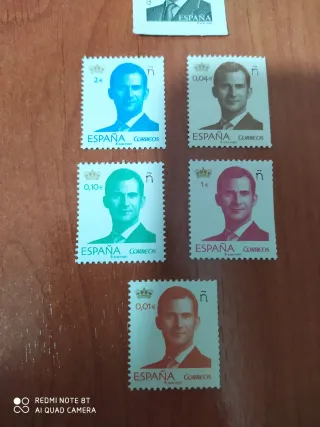 ESPAÑA
2€
ñ
ESPAÑA
CORREOS
0,04€
ESPAÑA
CORREOS
0,10€
ñ
ESPAÑA
CORREOS
1€
ñ
ESPAÑA
CORREOS
0,01€
ñ
ESPAÑA
CORREOS
REDMI NOTE 8T
AI QUAD CAMERA